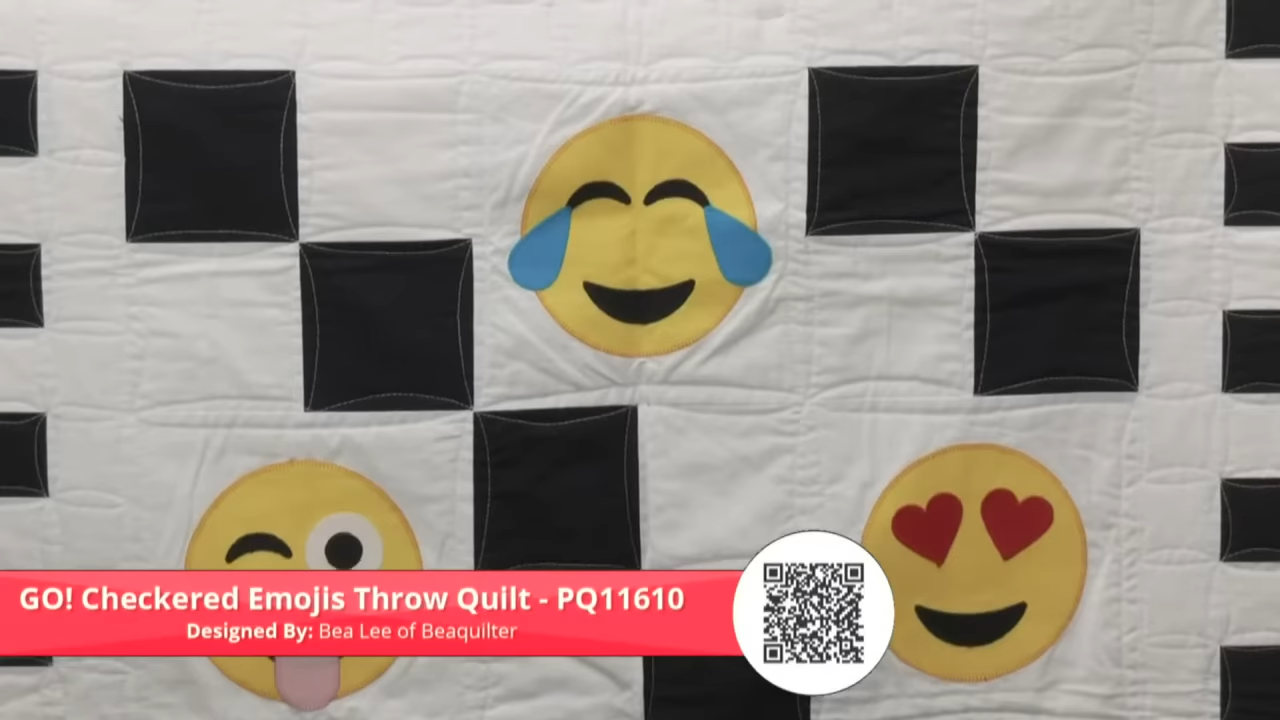 GO! Checkered Emojis Throw Quilt - PQ11610
Designed By: Bea Lee of Beaquilter